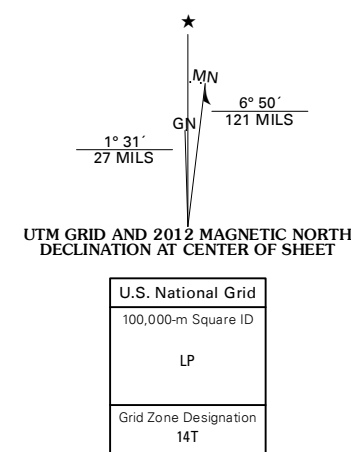 ★
MN
6° 50´
121 MILS
GN
1° 31´
27 MILS
UTM GRID AND 2012 MAGNETIC NORTH
DECLINATION AT CENTER OF SHEET
U.S. National Grid
100,000-m Square ID
LP
Grid Zone Designation
14T